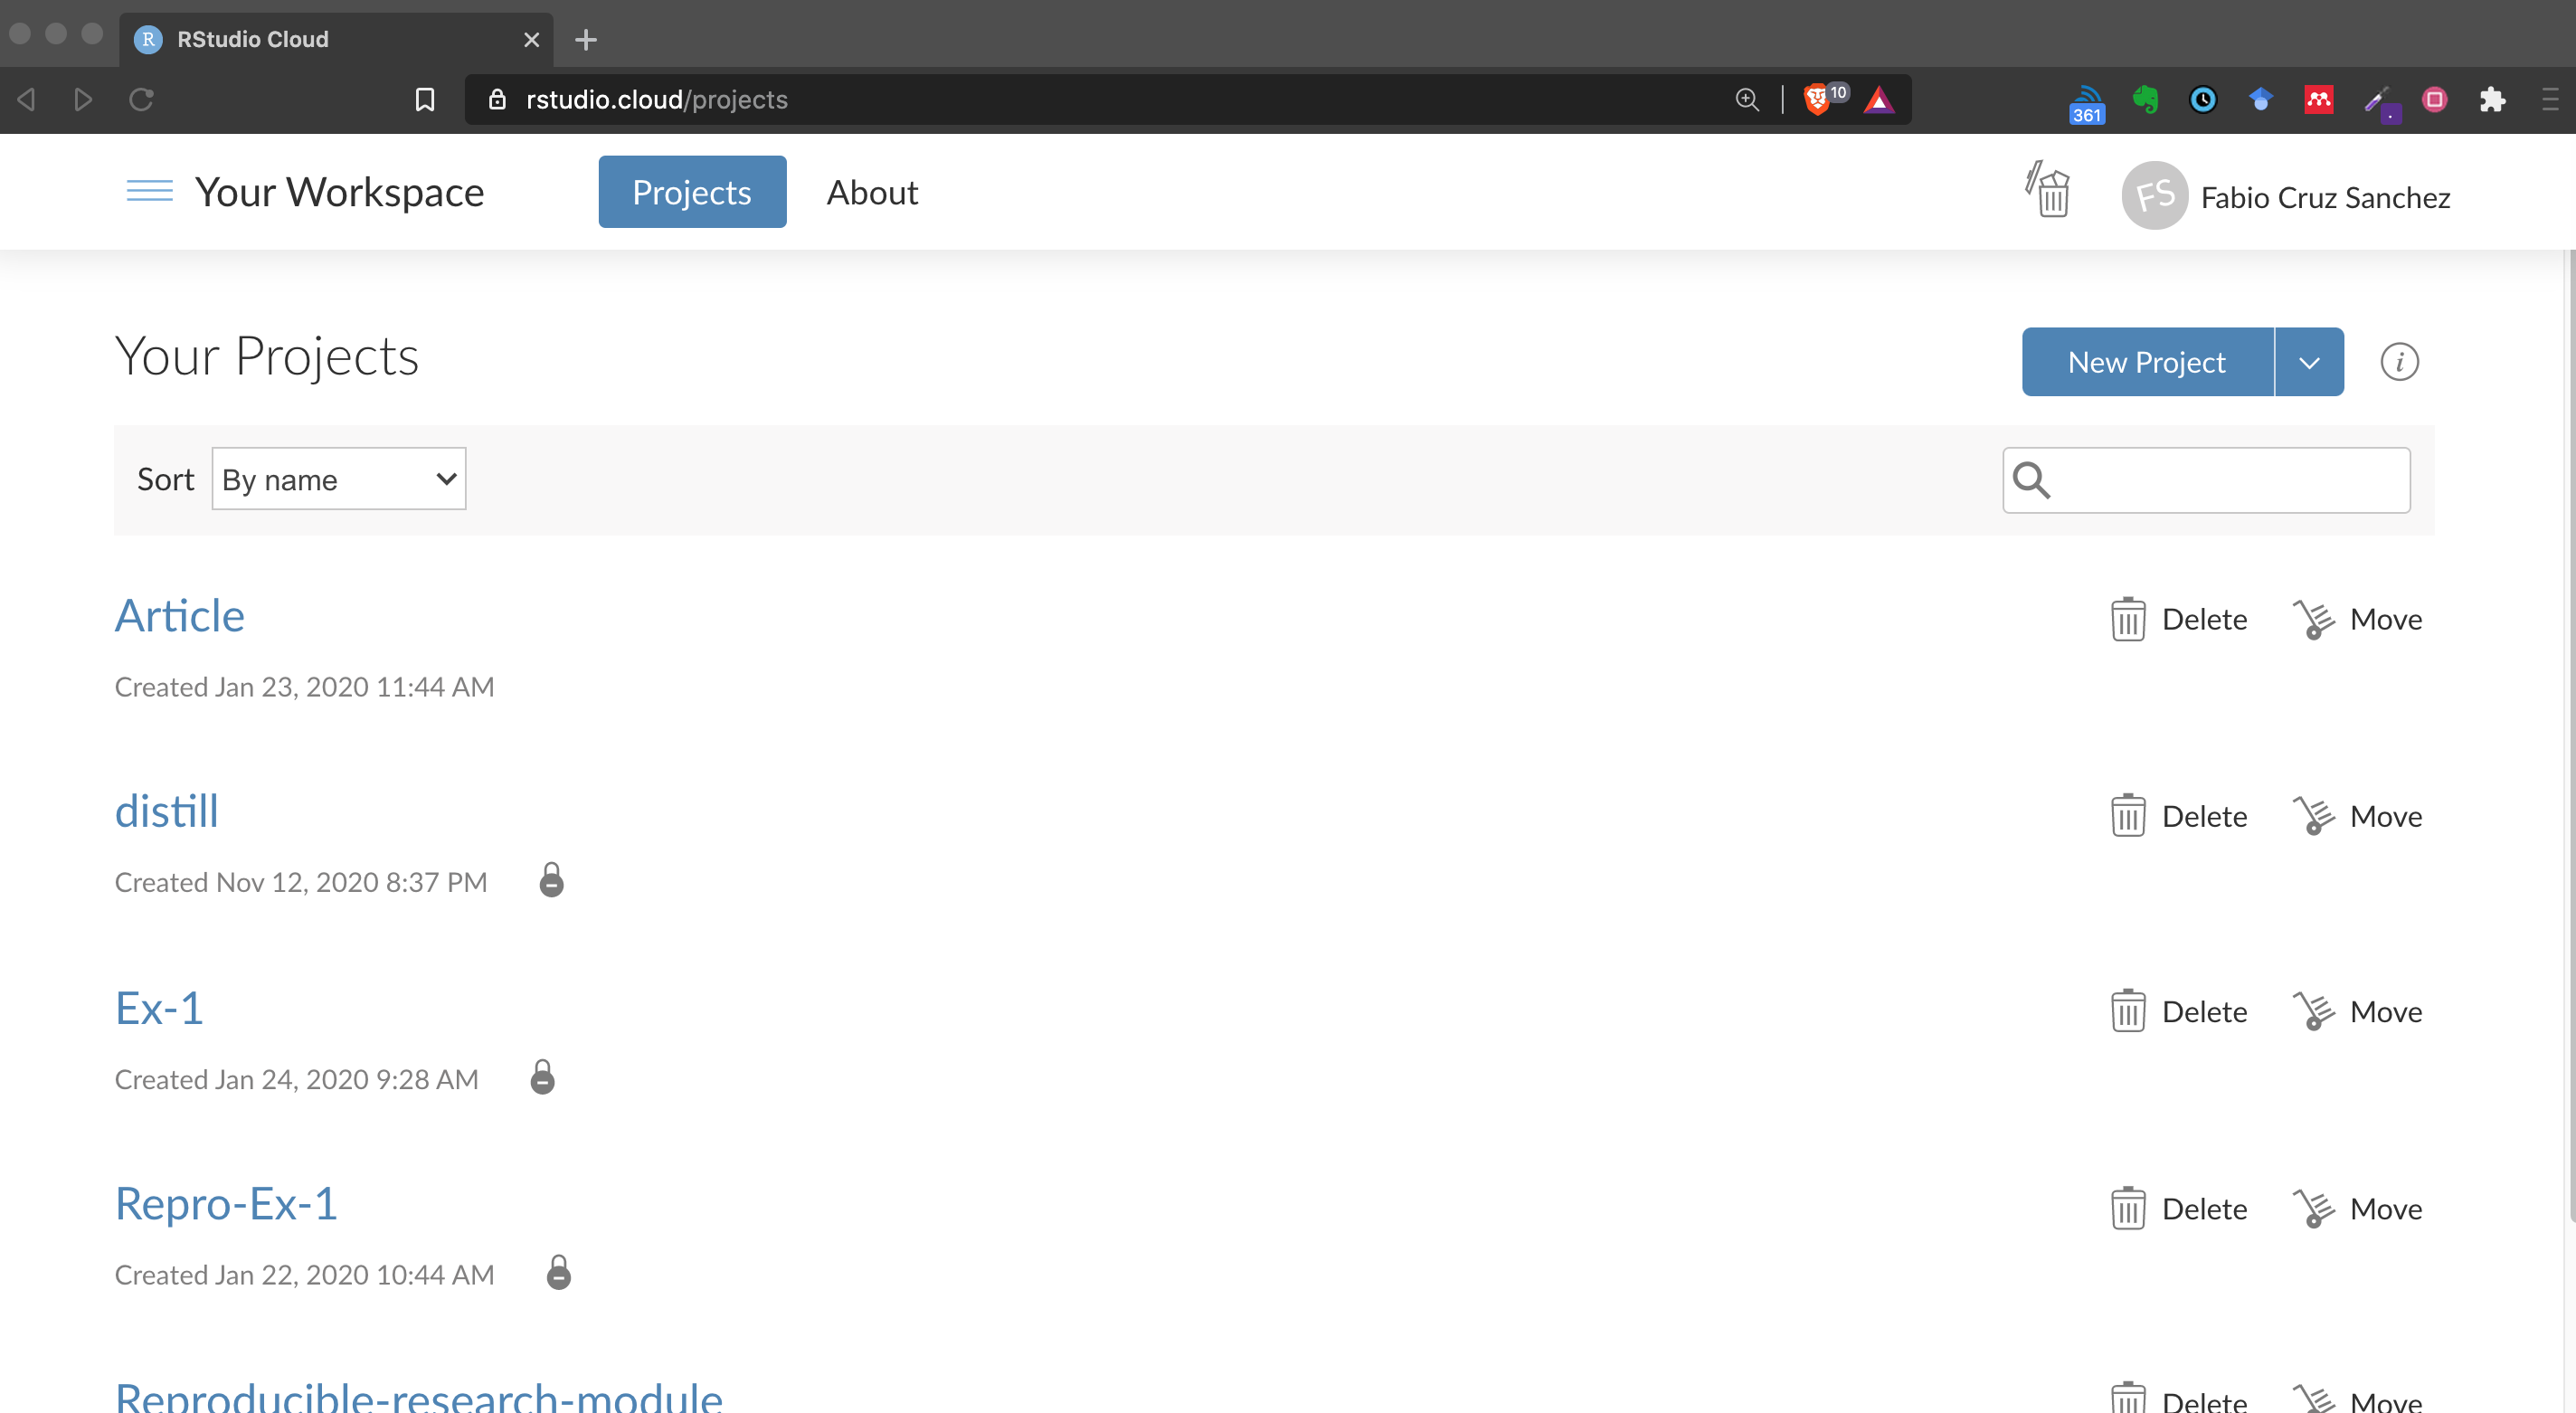 RStudio Cloud
rstudio.cloud/projects
10
361
Your Workspace
Projects
About
FS
Fabio Cruz Sanchez
Your Projects
New Project
i
Sort
By name
Article
Delete
Move
Created Jan 23, 2020 11:44 AM
distill
Delete
Move
Created Nov 12, 2020 8:37 PM
Ex-1
Delete
Move
Created Jan 24, 2020 9:28 AM
Repro-Ex-1
Delete
Move
Created Jan 22, 2020 10:44 AM
Reproducible-research-module
Delete
Move